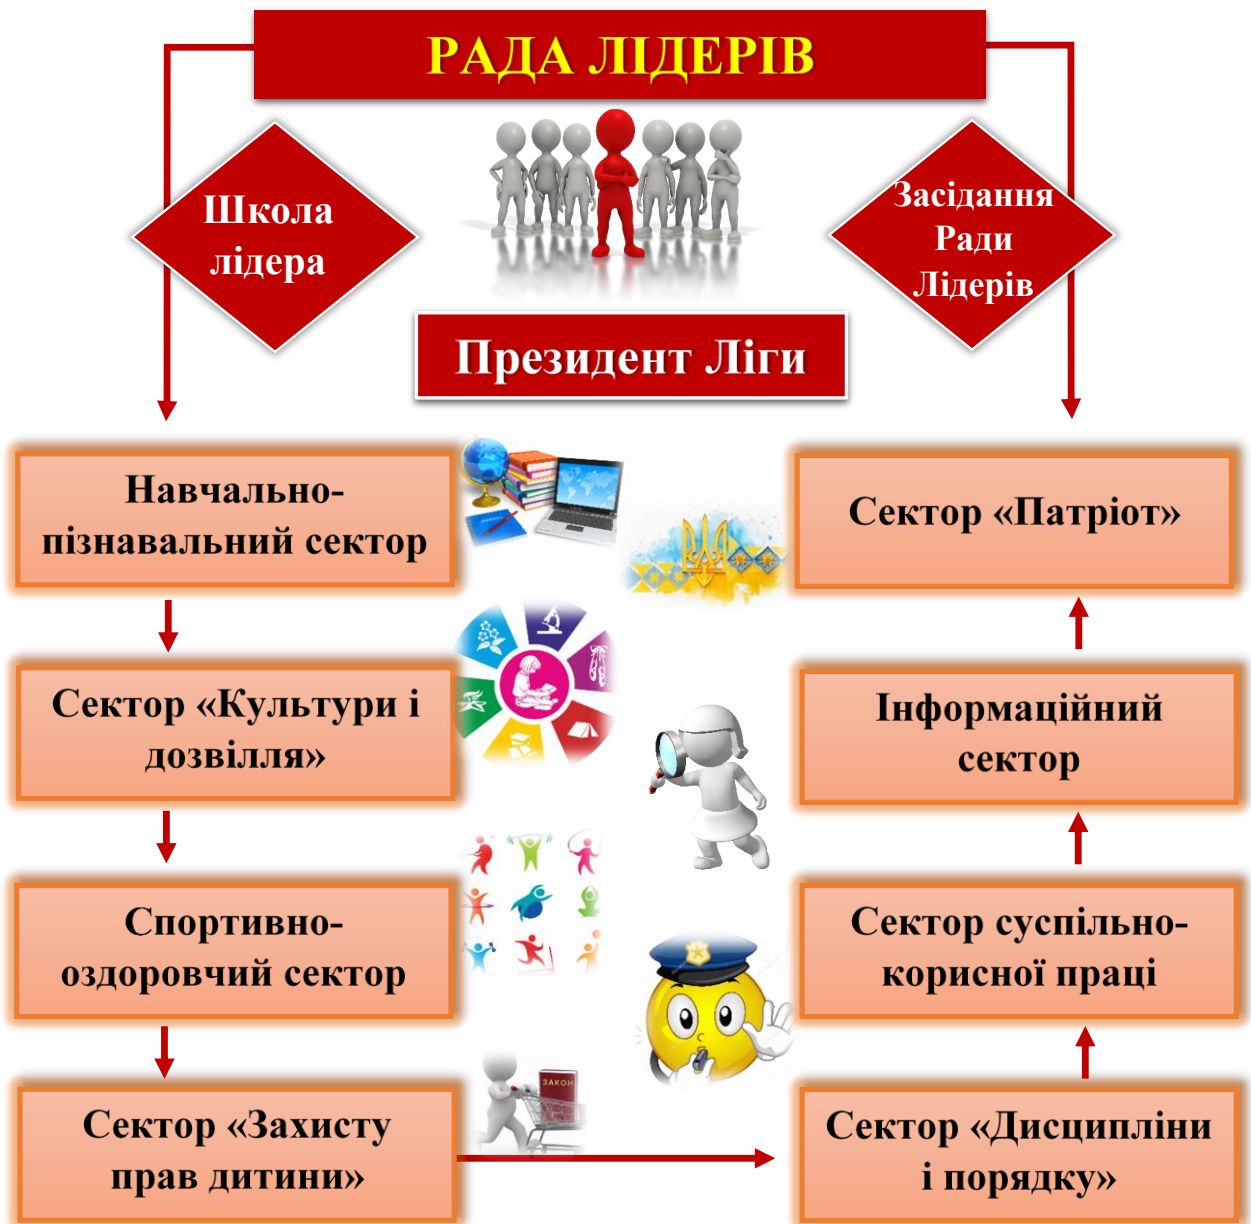 РАДА ЛІДЕРІВ
Школа
лідера
Засідання
Ради
Лідерів
Президент Ліги
Навчально-
пізнавальний сектор
Сектор «Патріот»
Сектор «Культури і
дозвілля»
Інформаційний
сектор
Спортивно-
оздоровчий сектор
Сектор суспільно-
корисної праці
ЗАКОН
Сектор «Захисту
прав дитини»
Сектор «Дисципліни
і порядку»